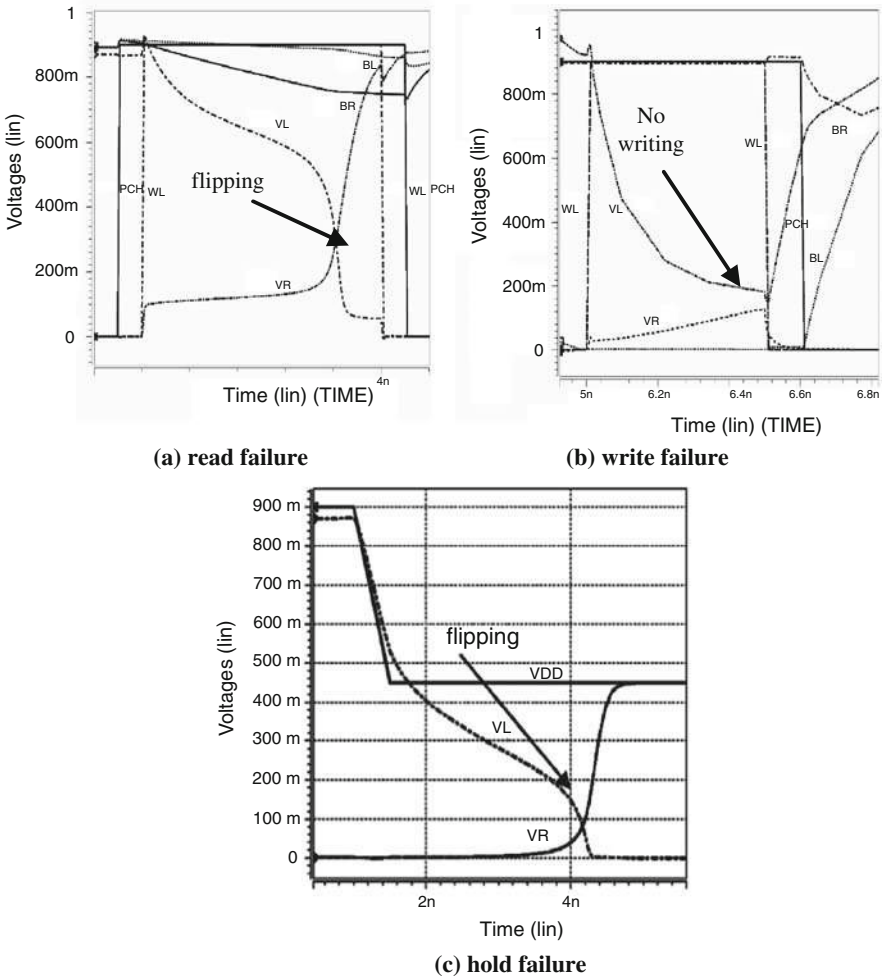 1
800m
600m
400m
200m
0
Voltages (lin)
VL
flipping
PCH
WL
VR
BL
BR
WL
PCH
4n
Time (lin) (TIME)
(a) read failure
1
800m
600m
400m
200m
0
Voltages (lin)
No
writing
WL
VL
VR
WL
PCH
BR
BL
5n
6.2n
6.4n
6.6n
6.8n
Time (lin) (TIME)
(b) write failure
900 m
800 m
700 m
600 m
500 m
400 m
300 m
200 m
100 m
0
Voltages (lin)
flipping
VDD
VL
VR
2n
4n
Time (lin)
(c) hold failure